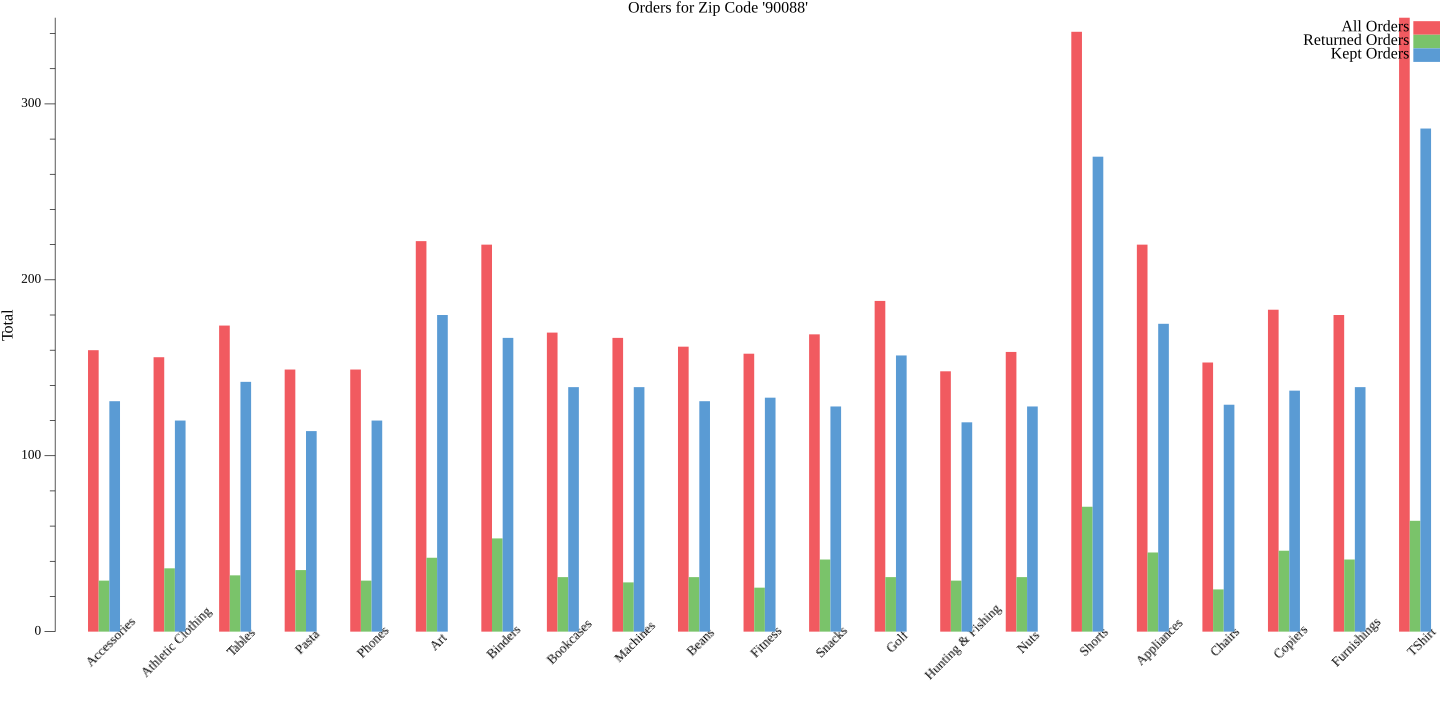 Orders for Zip Code '90088'
All Orders
Returned Orders
Kept Orders
300
200
100
0
Total
Accessories
Athletic Clothing
Tables
Pasta
Phones
Art
Binders
Bookcases
Machines
Beans
Fitness
Snacks
Golf
Hunting & Fishing
Nuts
Shorts
Appliances
Chairs
Copiers
Furnishings
TShirt